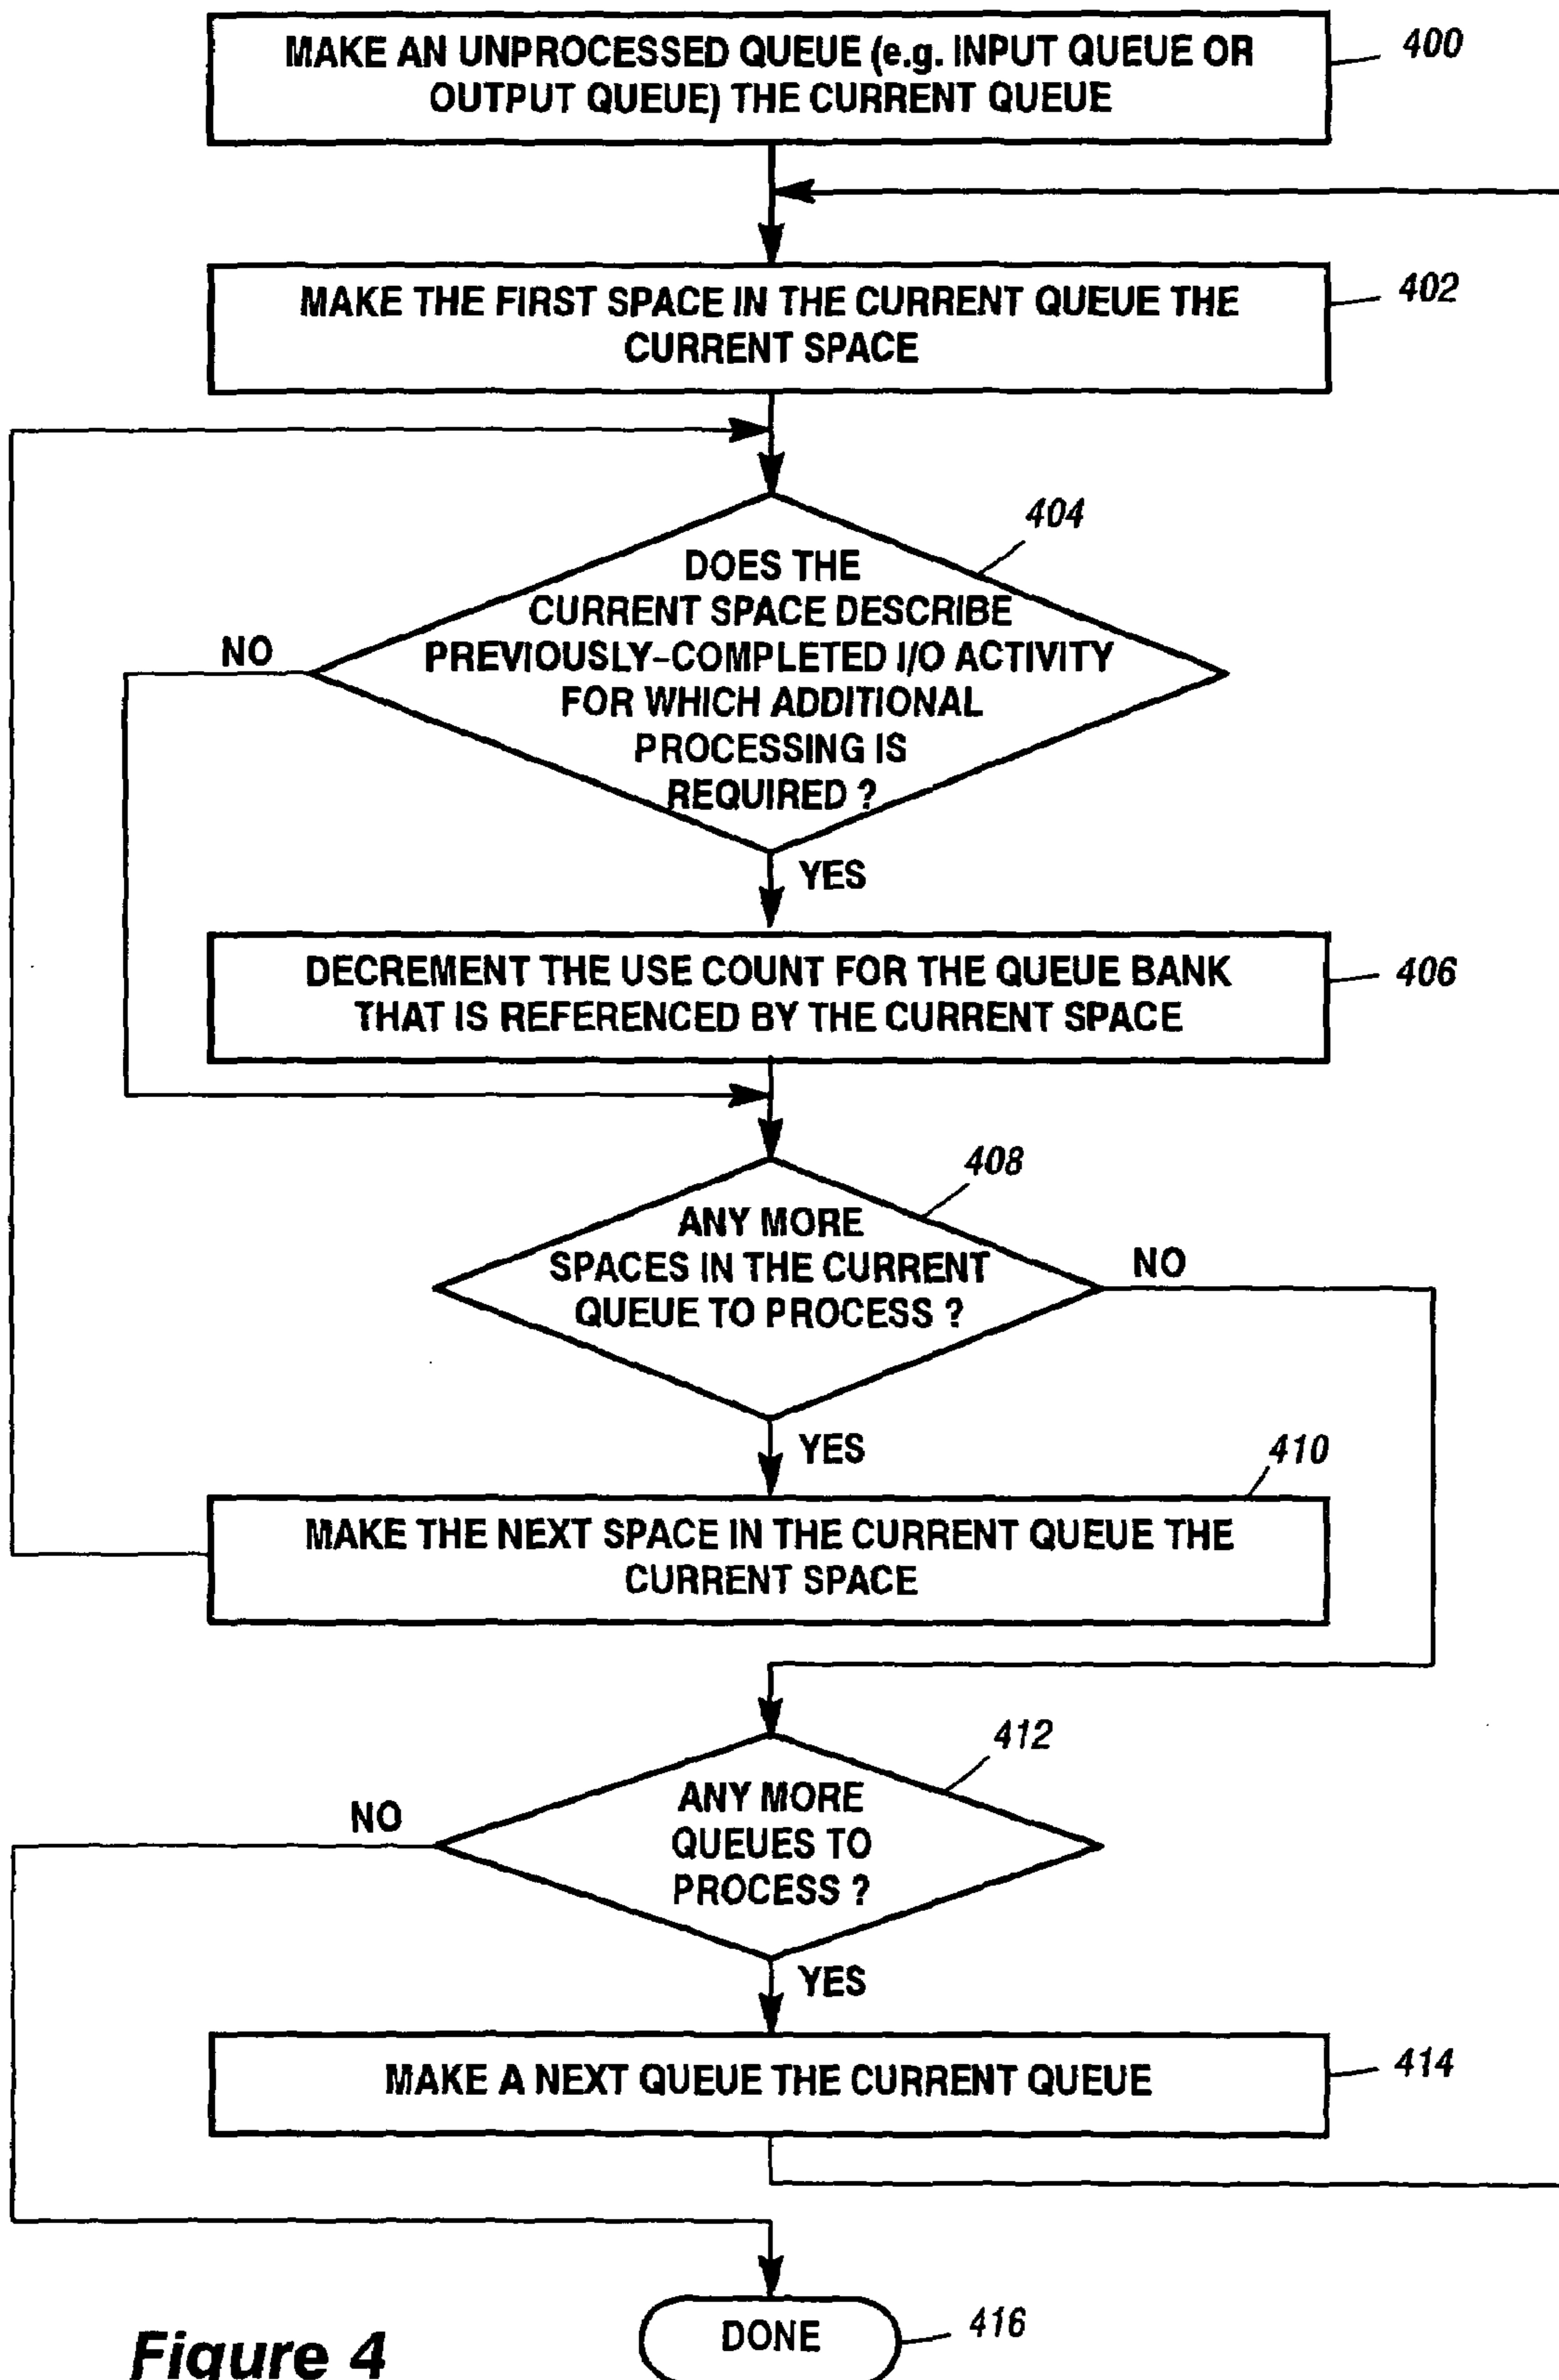 MAKE AN UNPROCESSED QUEUE (e.g. INPUT QUEUE OR
OUTPUT QUEUE) THE CURRENT QUEUE
400
MAKE THE FIRST SPACE IN THE CURRENT QUEUE THE
CURRENT SPACE
402
404
DOES THE
CURRENT SPACE DESCRIBE
PREVIOUSLY-COMPLETED I/O ACTIVITY
FOR WHICH ADDITIONAL
PROCESSING IS
REQUIRED ?
NO
YES
DECREMENT THE USE COUNT FOR THE QUEUE BANK
THAT IS REFERENCED BY THE CURRENT SPACE
406
408
ANY MORE
SPACES IN THE CURRENT
QUEUE TO PROCESS ?
NO
YES
410
MAKE THE NEXT SPACE IN THE CURRENT QUEUE THE
CURRENT SPACE
412
ANY MORE
QUEUES TO
PROCESS ?
NO
YES
MAKE A NEXT QUEUE THE CURRENT QUEUE
414
DONE
416
Figure 4